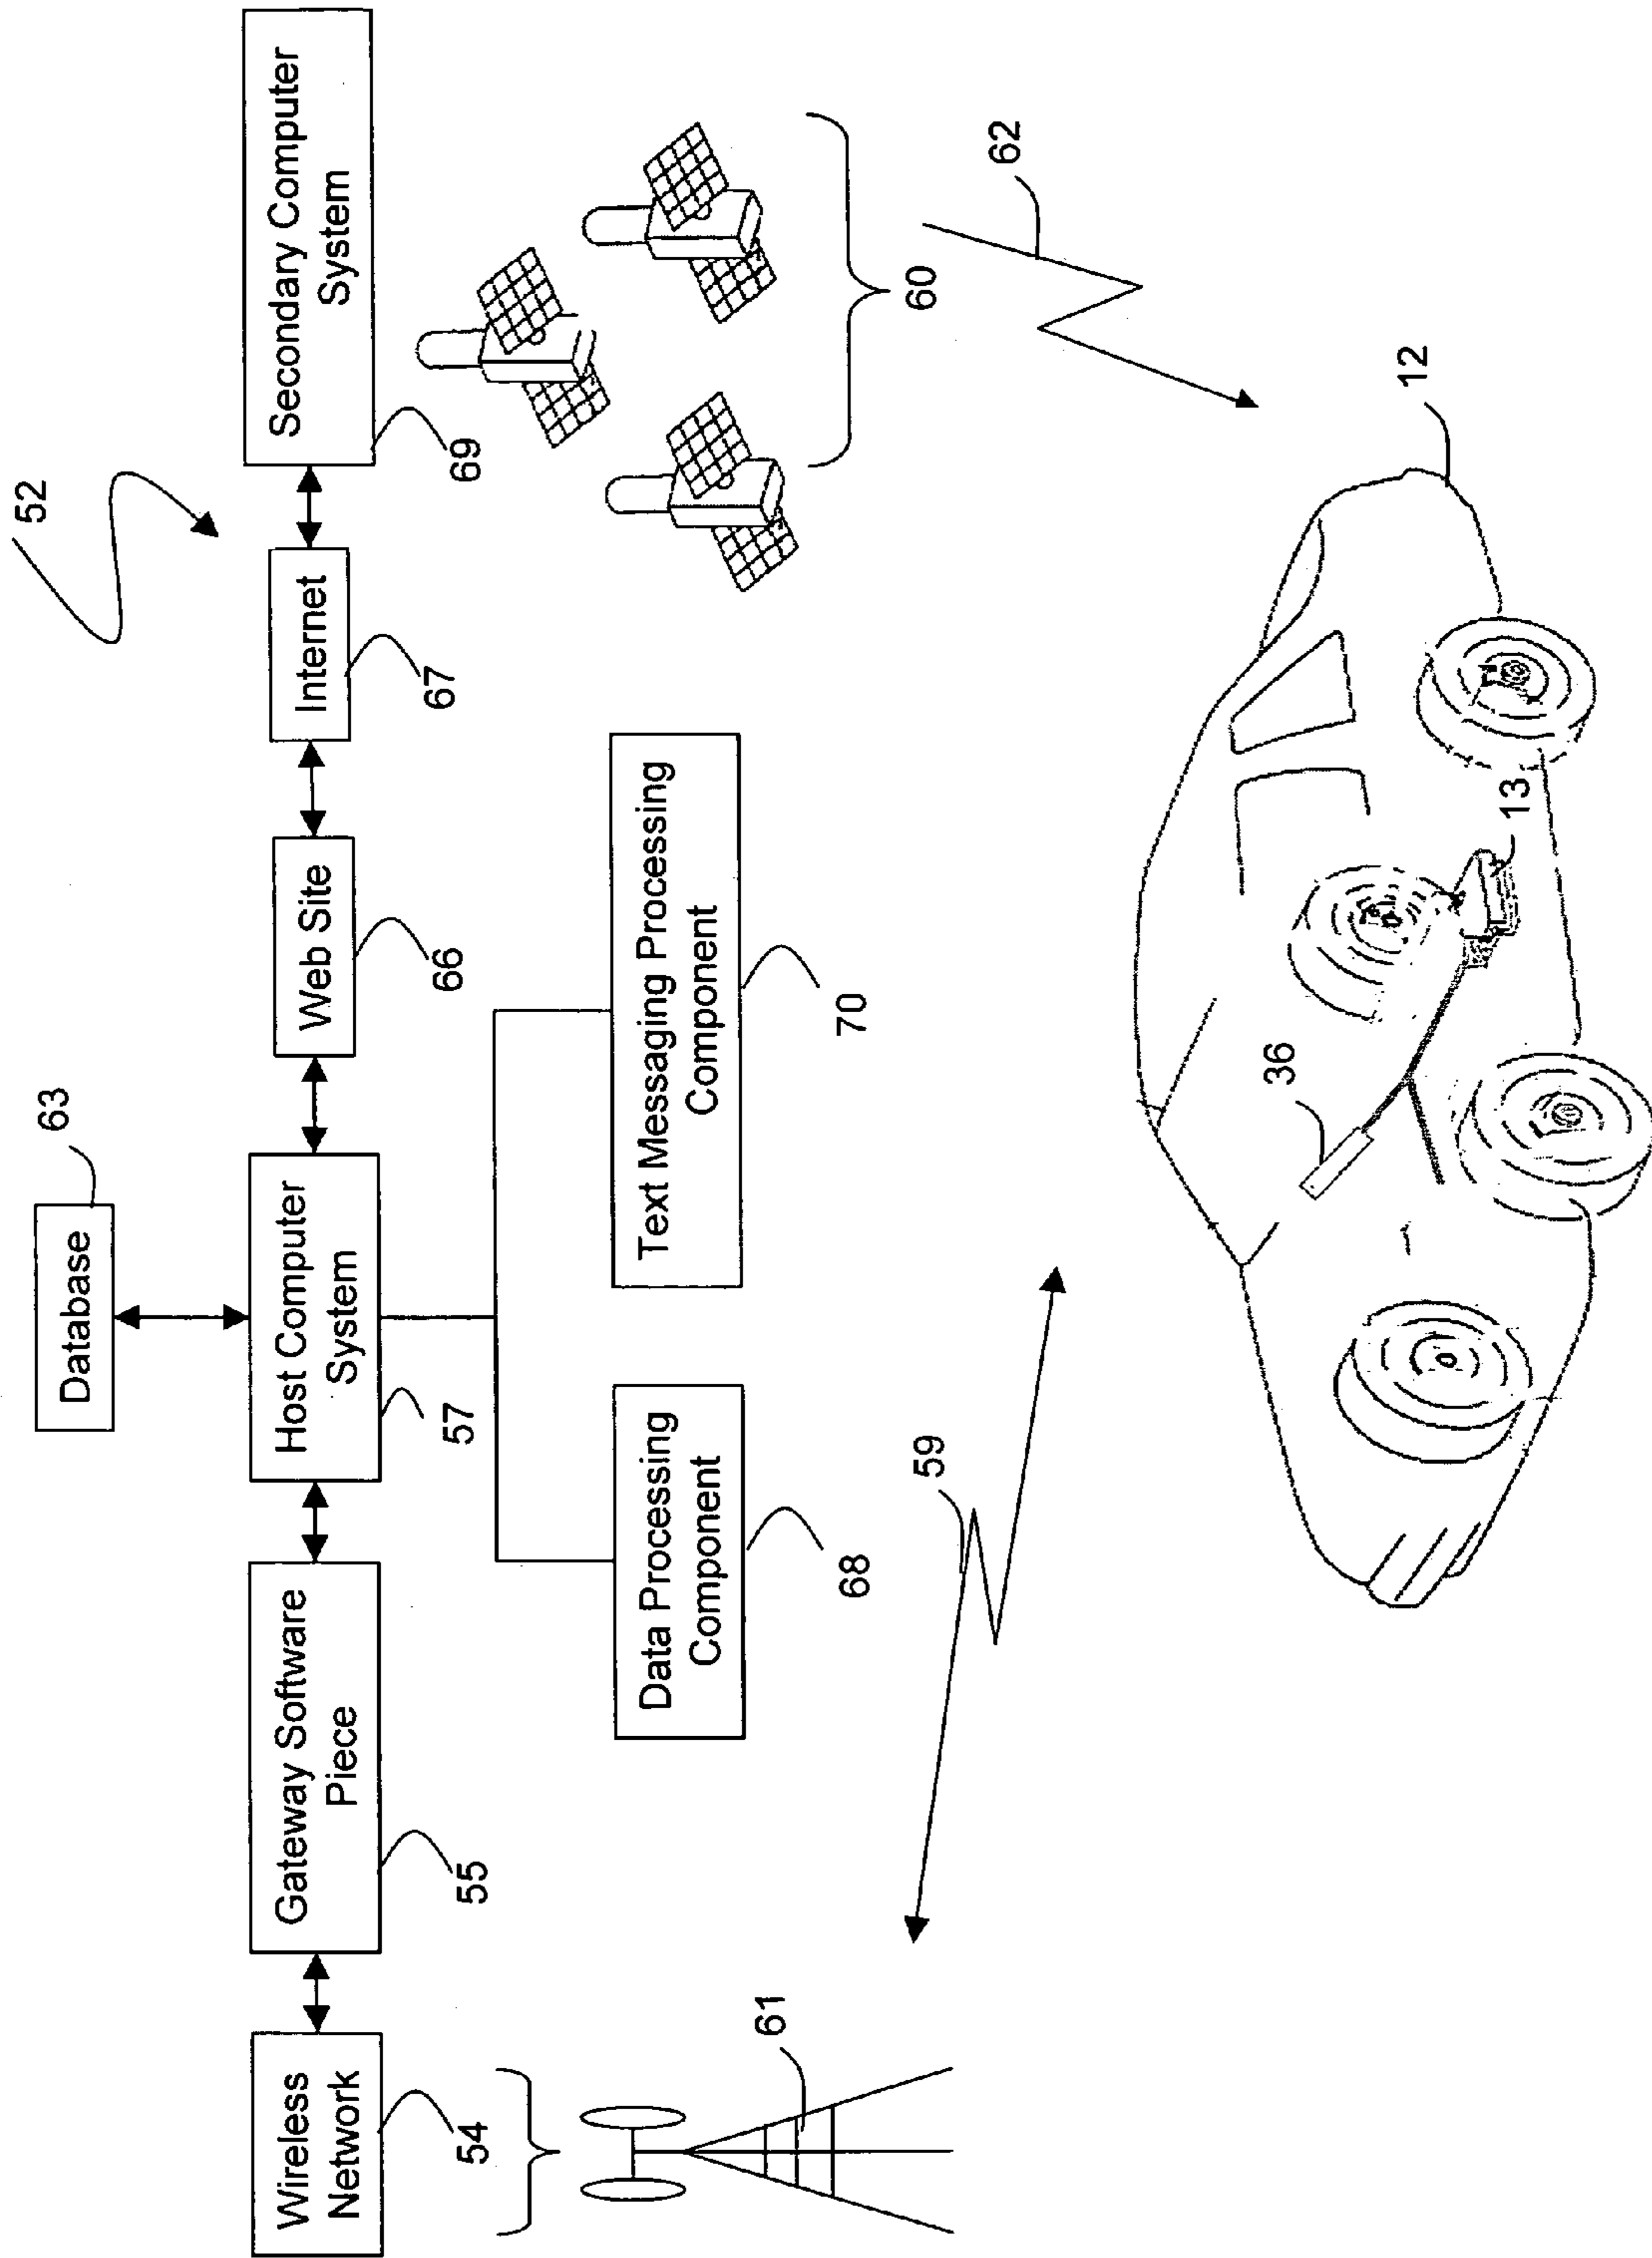 52
Database
63
Wireless
Network
54
Gateway Software
Piece
55
Host Computer
System
57
Web Site
66
Internet
67
Secondary Computer
System
69
Data Processing
Component
68
Text Messaging Processing
Component
70
60
61
59
62
36
13
12